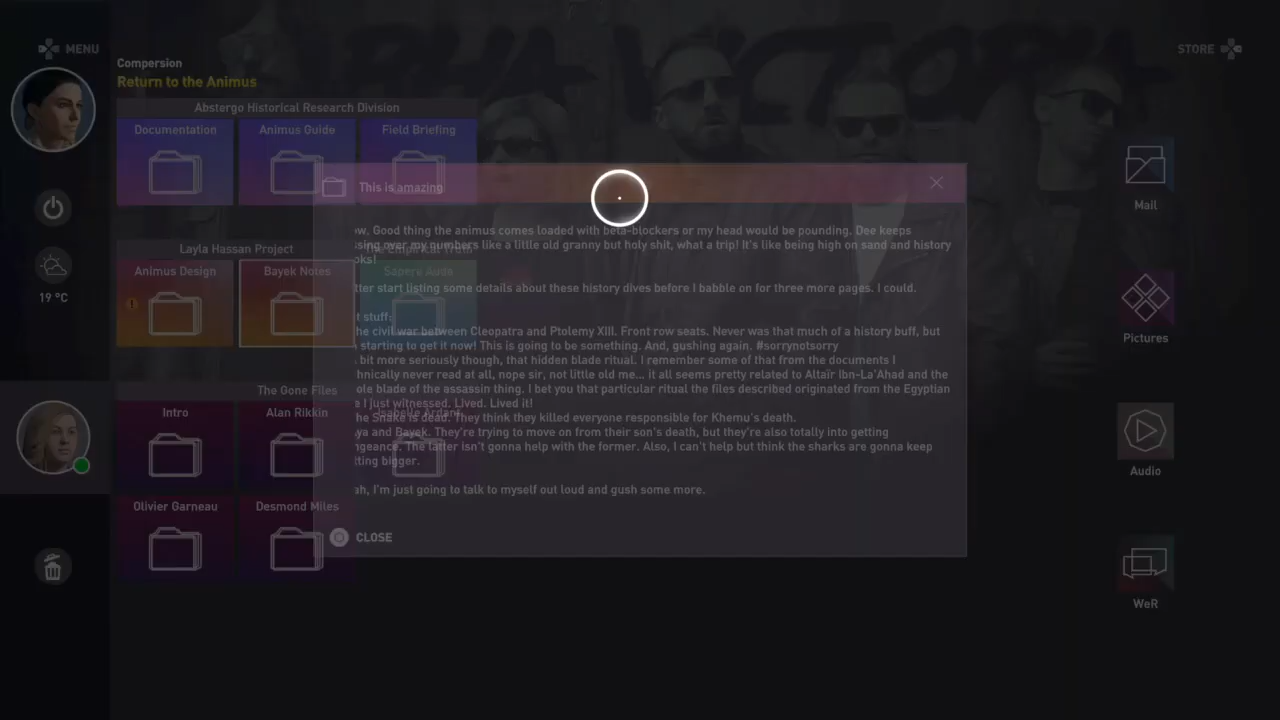 MENU
STORE
Compersion
Return to the Animus
Abstergo Historical Research Division
Documentation
Animus Guide
Field Briefing
This is amazing
ow. Good thing the animus comes loaded with beta-blockers or my head would be pounding. Dee keeps
sing over my numbers like a little old granny but holy shit, what a trip! It's like being high on sand and history
oks!
tter start listing some details about these history dives before I babble on for three more pages. I could.
t stuff:
he civil war between Cleopatra and Ptolemy XIII. Front row seats. Never was that much of a history buff, but
starting to get it now! This is going to be something. And, gushing again. #sorrynotsorry
bit more seriously though, that hidden blade ritual. I remember some of that from the documents I
hnically never read at all, nope sir, not little old me... it all seems pretty related to Altaïr Ibn-La'Ahad and the
ole blade of the assassin thing. I bet you that particular ritual the files described originated from the Egyptian
e I just witnessed. Lived. Lived it!
he Snake is dead. They think they killed everyone responsible for Khemu's death.
ya and Bayek. They're trying to move on from their son's death, but they're also totally into getting
ngeance. The latter isn't gonna help with the former. Also, I can't help but think the sharks are gonna keep
tting bigger.
ah, I'm just going to talk to myself out loud and gush some more.
CLOSE
Layla Hassan Project
The Empirical Truth
Animus Design
Bayek Notes
Sapere Aude
The Gone Files
Intro
Alan Rikkin
Isabelle Ardant
Olivier Garneau
Desmond Miles
19 °C
Mail
Pictures
Audio
WeR